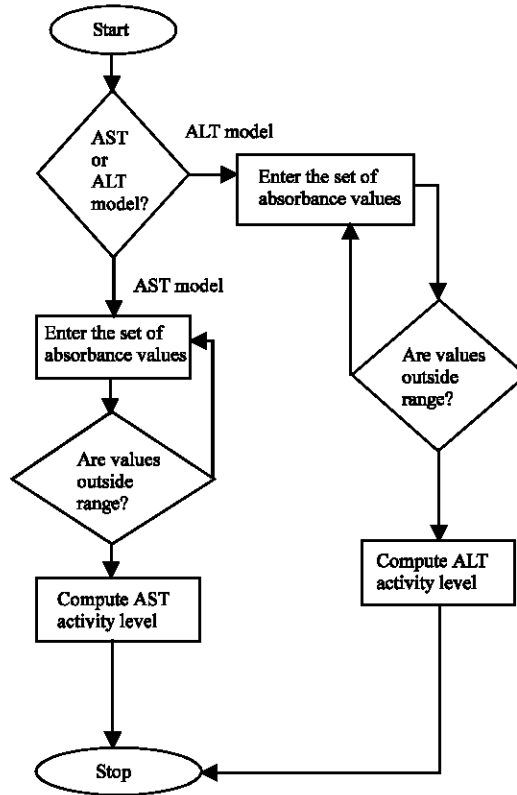 Start
AST
or
ALT
model?
ALT model
Enter the set of
absorbance values
AST model
Enter the set of
absorbance values
Are values
outside
range?
Are values
outside
range?
Compute ALT
activity level
Compute AST
activity level
Stop